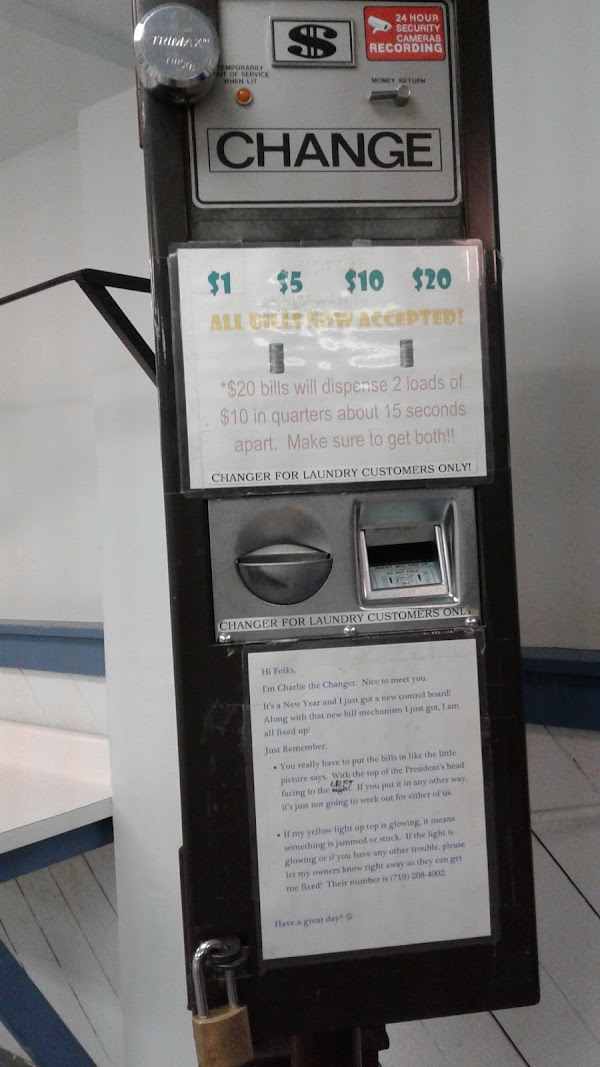 TRIMAX
$
24 HOUR
SECURITY
CAMERAS
RECORDING
TEMPORARILY
OUT OF SERVICE
WHEN LIT
MONEY RETURN
CHANGE
$1 $5 $10 $20
ALL BILLS NOW ACCEPTED!
*$20 bills will dispense 2 loads of
$10 in quarters about 15 seconds
apart. Make sure to get both!!
CHANGER FOR LAUNDRY CUSTOMERS ONLY!
CHANGER FOR LAUNDRY CUSTOMERS ONLY
Hi Folks,
I'm Charlie the Changer. Nice to meet you.
It's a New Year and I just got a new control board!
Along with that new bill mechanism I just got, I am
all fixed up!
Just Remember,
• You really have to put the bills in like the little
picture says. With the top of the President's head
LEFT
facing to the right. If you put it in any other way,
it's just not going to work out for either of us.
• If my yellow light up top is glowing, it means
something is jammed or stuck. If the light is
glowing or if you have any other trouble, please
let my owners know right away so they can get
me fixed! Their number is (719) 208-4002.
Have a great day!! ☺